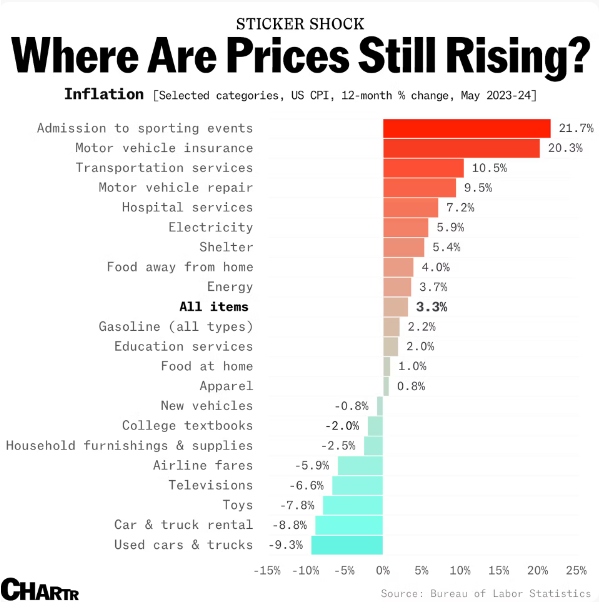 STICKER SHOCK
Where Are Prices Still Rising?
Inflation [Selected categories, US CPI, 12-month % change, May 2023-24]
Admission to sporting events 21.7%
Motor vehicle insurance 20.3%
Transportation services 10.5%
Motor vehicle repair 9.5%
Hospital services 7.2%
Electricity 5.9%
Shelter 5.4%
Food away from home 4.0%
Energy 3.7%
All items 3.3%
Gasoline (all types) 2.2%
Education services 2.0%
Food at home 1.0%
Apparel 0.8%
New vehicles -0.8%
College textbooks -2.0%
Household furnishings & supplies -2.5%
Airline fares -5.9%
Televisions -6.6%
Toys -7.8%
Car & truck rental -8.8%
Used cars & trucks -9.3%
-15% -10% -5% 0% 5% 10% 15% 20% 25%
CHARTR
Source: Bureau of Labor Statistics